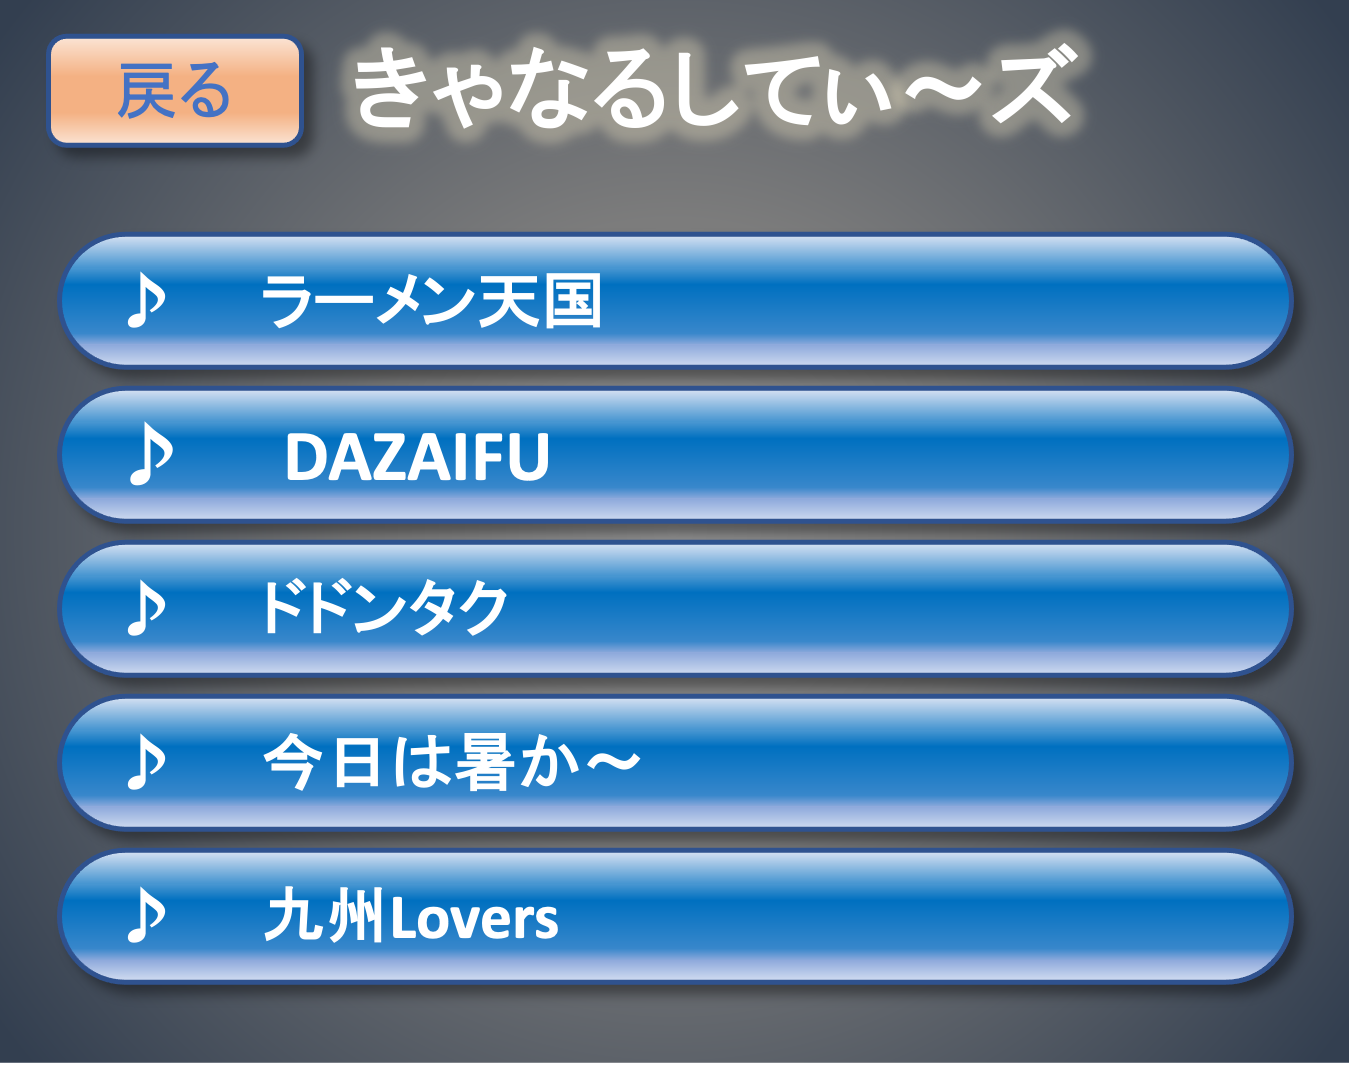 戻る
きゃなるしてぃ～ズ
♪ ラーメン天国
♪ DAZAIFU
♪ ドドンタク
♪ 今日は暑か～
♪ 九州Lovers